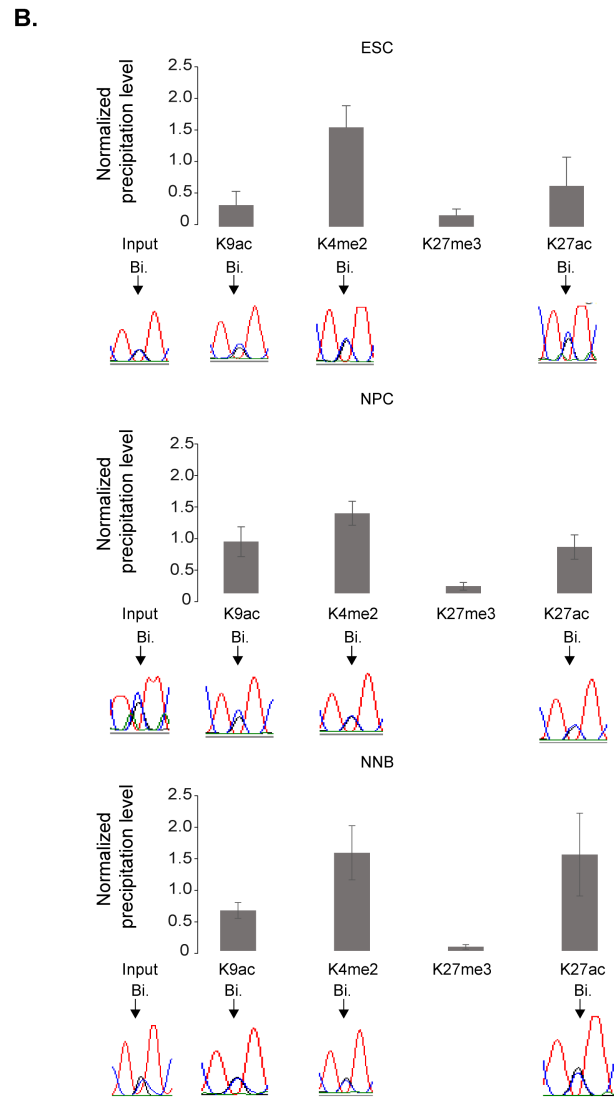 B.
ESC
Normalized
precipitation level
2.5
2.0
1.5
1.0
0.5
0
Input K9ac K4me2 K27me3 K27ac
Bi. Bi. Bi. Bi.
NPC
Normalized
precipitation level
2.5
2.0
1.5
1.0
0.5
0
Input K9ac K4me2 K27me3 K27ac
Bi. Bi. Bi. Bi.
NNB
Normalized
precipitation level
2.5
2.0
1.5
1.0
0.5
0
Input K9ac K4me2 K27me3 K27ac
Bi. Bi. Bi. Bi.